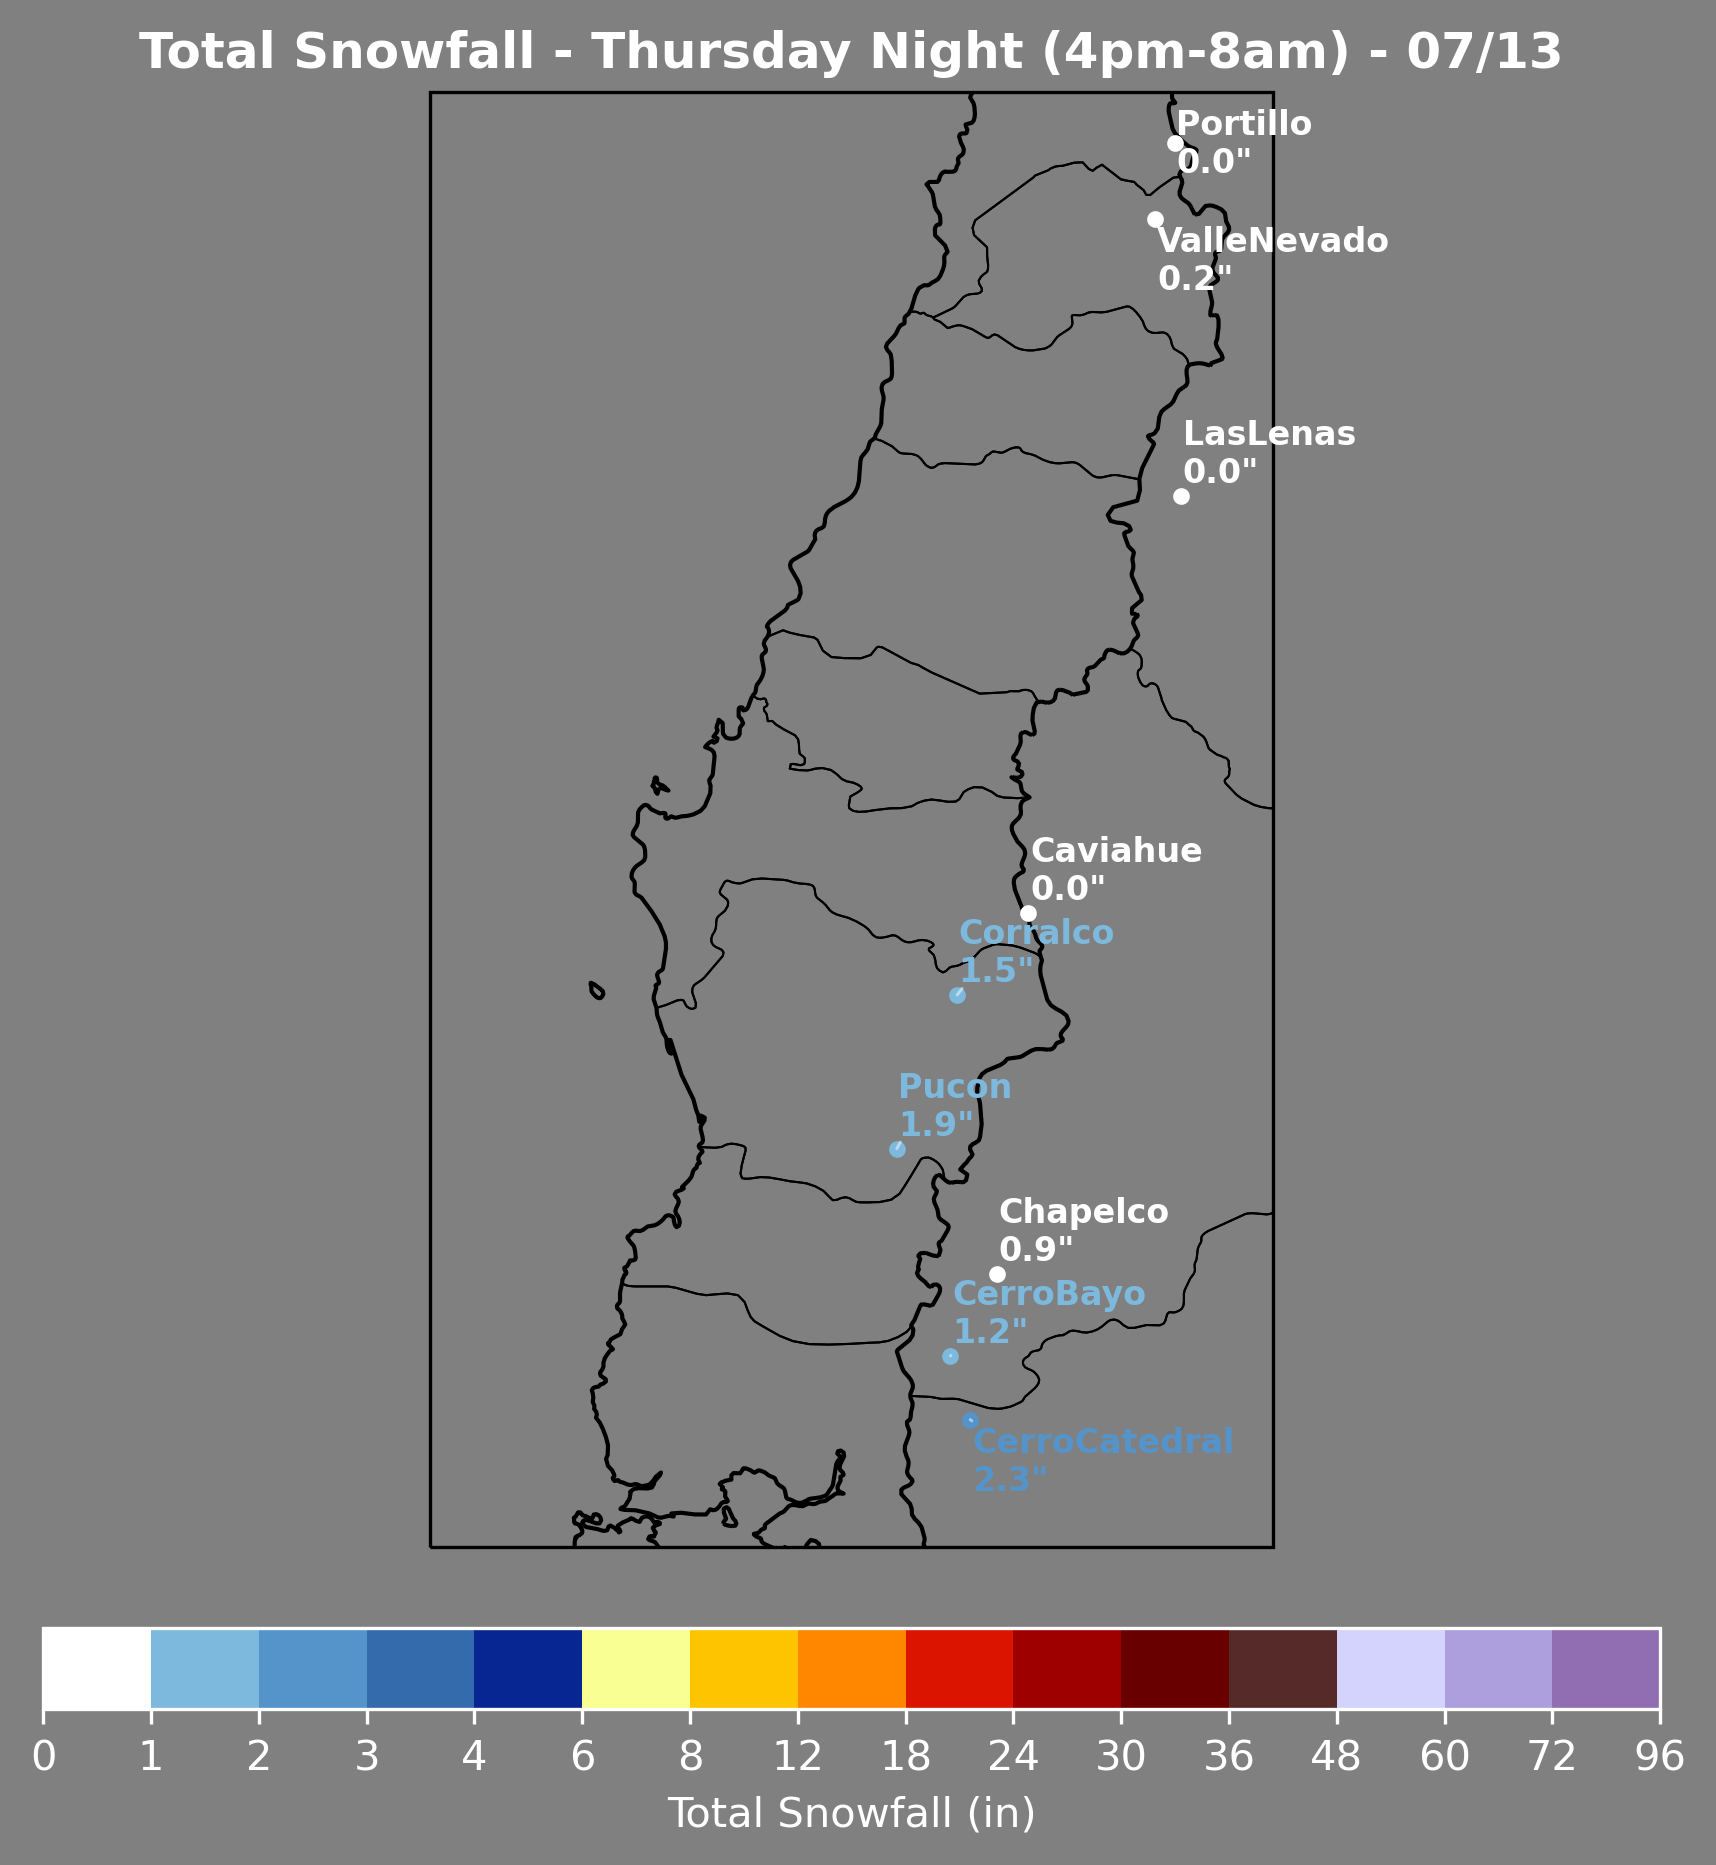 Total Snowfall - Thursday Night (4pm-8am) - 07/13
Portillo
0.0"
ValleNevado
0.2"
LasLenas
0.0"
Caviahue
0.0"
Corralco
1.5"
Pucon
1.9"
Chapelco
0.9"
CerroBayo
1.2"
CerroCatedral
2.3"
0 1 2 3 4 6 8 12 18 24 30 36 48 60 72 96
Total Snowfall (in)